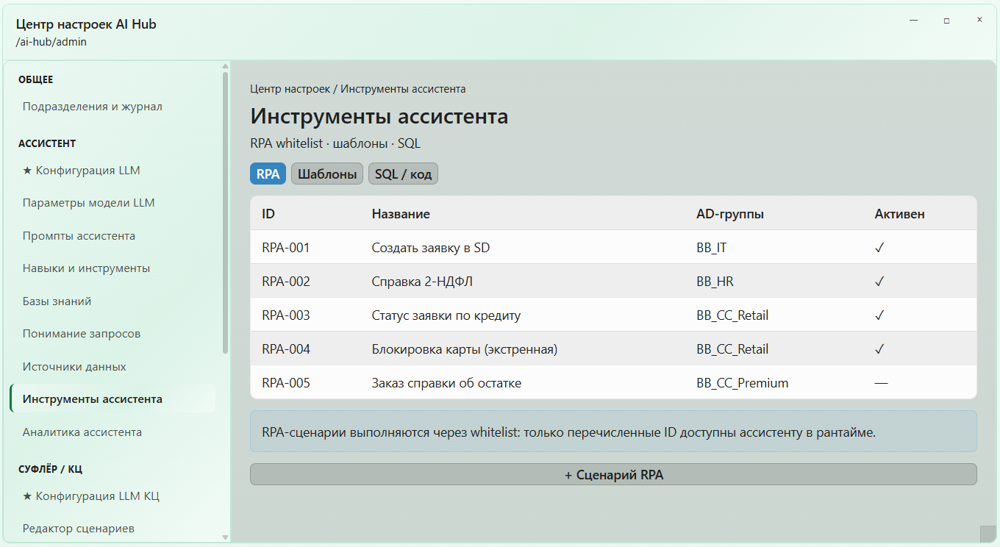 Центр настроек AI Hub
/ai-hub/admin
ОБЩЕЕ
Подразделения и журнал
АССИСТЕНТ
★ Конфигурация LLM
Параметры модели LLM
Промпты ассистента
Навыки и инструменты
Базы знаний
Понимание запросов
Источники данных
Инструменты ассистента
Аналитика ассистента
СУФЛЁР / КЦ
★ Конфигурация LLM КЦ
Редактор сценариев
Центр настроек / Инструменты ассистента
Инструменты ассистента
RPA whitelist · шаблоны · SQL
RPA Шаблоны SQL / код
ID Название AD-группы Активен
RPA-001 Создать заявку в SD BB_IT ✓
RPA-002 Справка 2-НДФЛ BB_HR ✓
RPA-003 Статус заявки по кредиту BB_CC_Retail ✓
RPA-004 Блокировка карты (экстренная) BB_CC_Retail ✓
RPA-005 Заказ справки об остатке BB_CC_Premium —
RPA-сценарии выполняются через whitelist: только перечисленные ID доступны ассистенту в рантайме.
+ Сценарий RPA